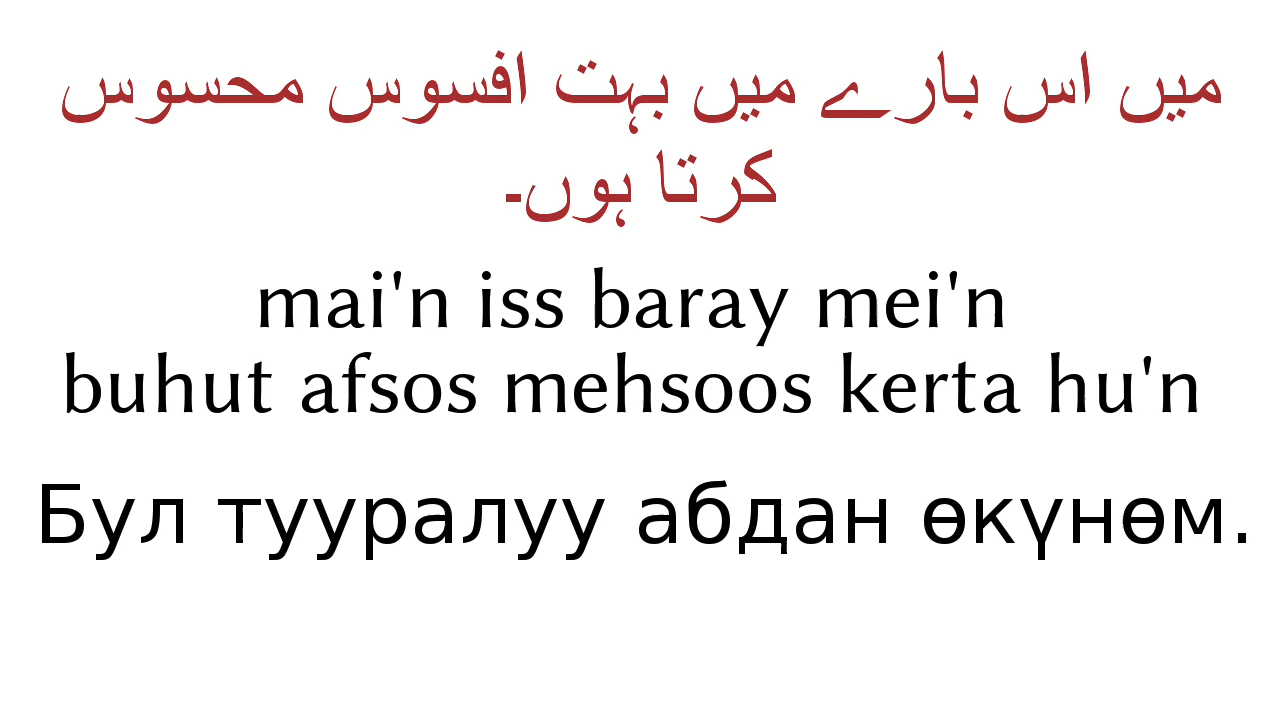 میں اس بارے میں بہت افسوس محسوس
کرتا ہوں۔
mai'n iss baray mei'n
buhut afsos mehsoos kerta hu'n
Бул тууралуу абдан өкүнөм.